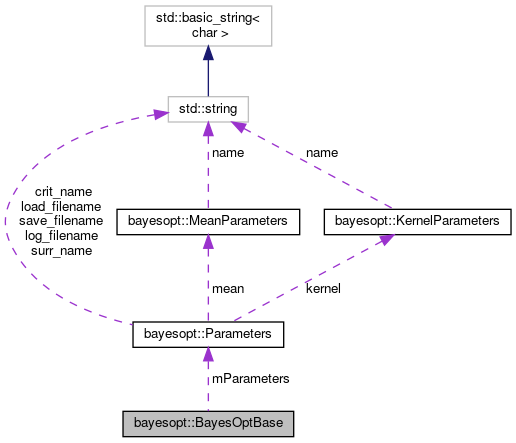 std::basic_string<
char >
std::string
name
name
crit_name
load_filename
save_filename
log_filename
surr_name
bayesopt::MeanParameters
bayesopt::KernelParameters
mean
kernel
bayesopt::Parameters
mParameters
bayesopt::BayesOptBase